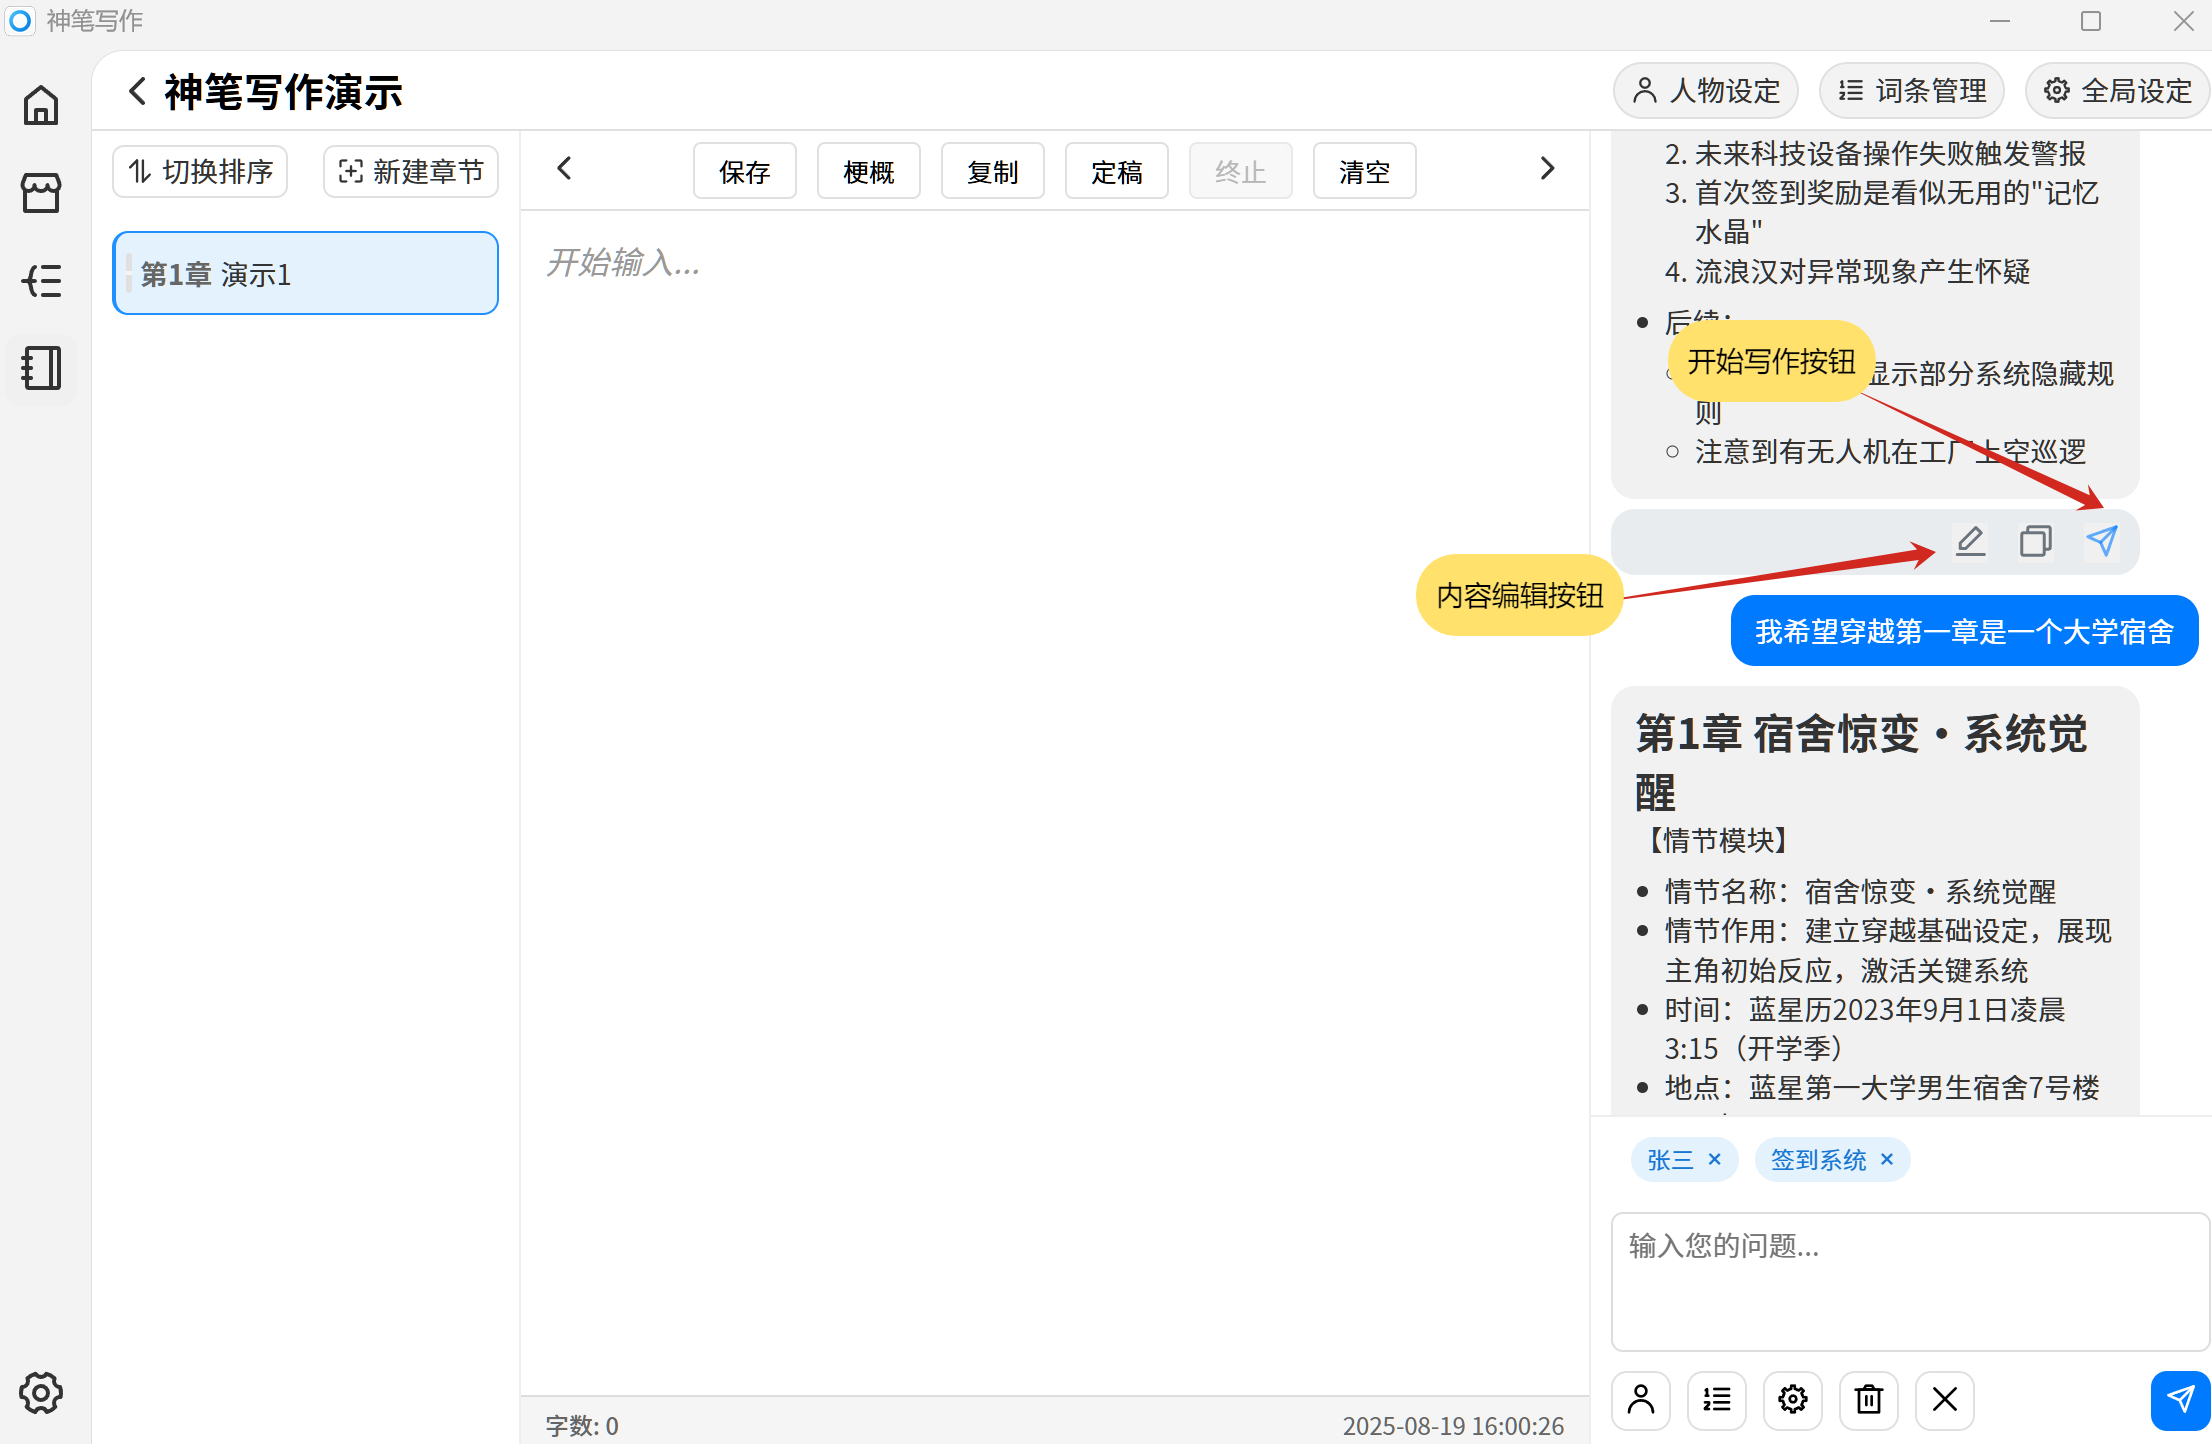 神笔写作
神笔写作演示
人物设定
词条管理
全局设定
切换排序
新建章节
保存
梗概
复制
定稿
终止
清空
第1章 演示1
开始输入...
2. 未来科技设备操作失败触发警报
3. 首次签到奖励是看似无用的"记忆
水晶"
4. 流浪汉对异常现象产生怀疑
后续:
开始写作按钮
显示部分系统隐藏规
则
注意到有无人机在工厂上空巡逻
内容编辑按钮
我希望穿越第一章是一个大学宿舍
第1章 宿舍惊变・系统觉
醒
【情节模块】
情节名称：宿舍惊变・系统觉醒
情节作用：建立穿越基础设定，展现
主角初始反应，激活关键系统
时间：蓝星历2023年9月1日凌晨
3:15（开学季）
地点：蓝星第一大学男生宿舍7号楼
张三 ×
签到系统 ×
输入您的问题...
字数: 0
2025-08-19 16:00:26